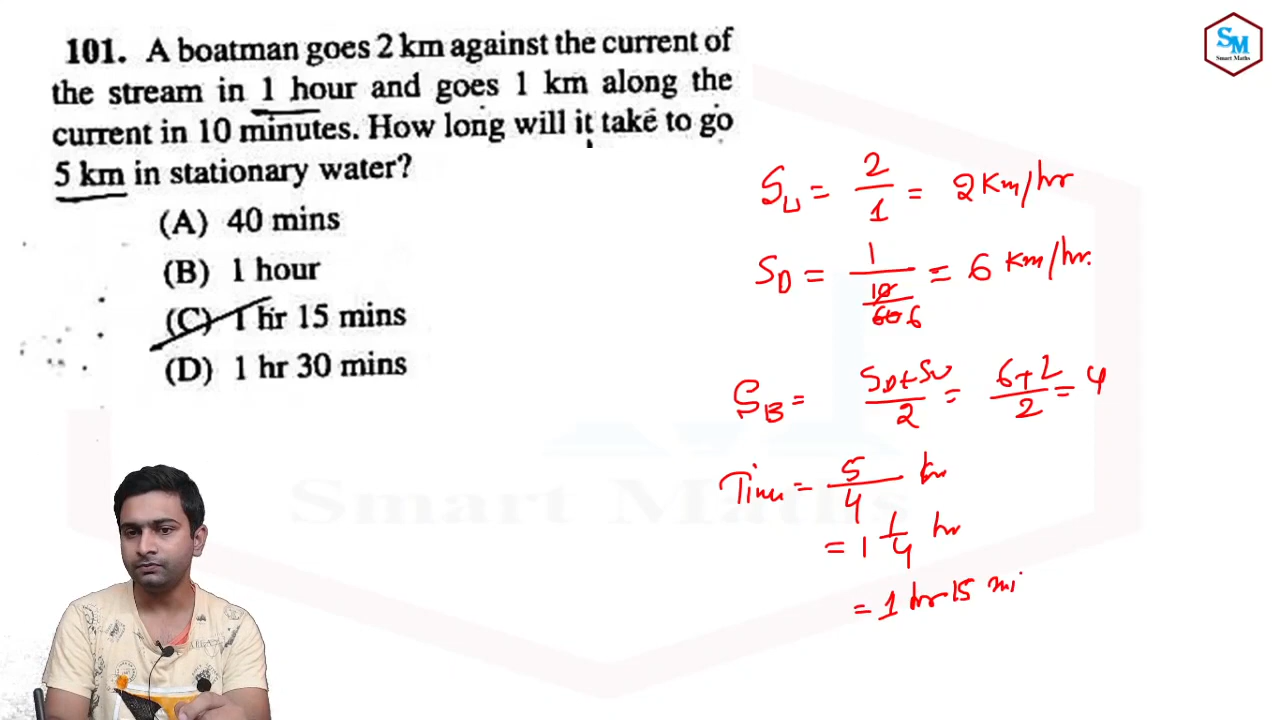 101. A boatman goes 2 km against the current of
the stream in 1 hour and goes 1 km along the
current in 10 minutes. How long will it take to go
5 km in stationary water?
(A) 40 mins
(B) 1 hour
(C) 1 hr 15 mins
(D) 1 hr 30 mins
SM
Smart Maths
Su = 2/1 = 2 Km/hr
SD = 1/(10/60 6) = 6 Km/hr.
SB = (SD+SU)/2 = (6+2)/2 = 4
Time = 5/4 hr
= 1 1/4 hr
= 1 hr 15 mi
Smart Maths